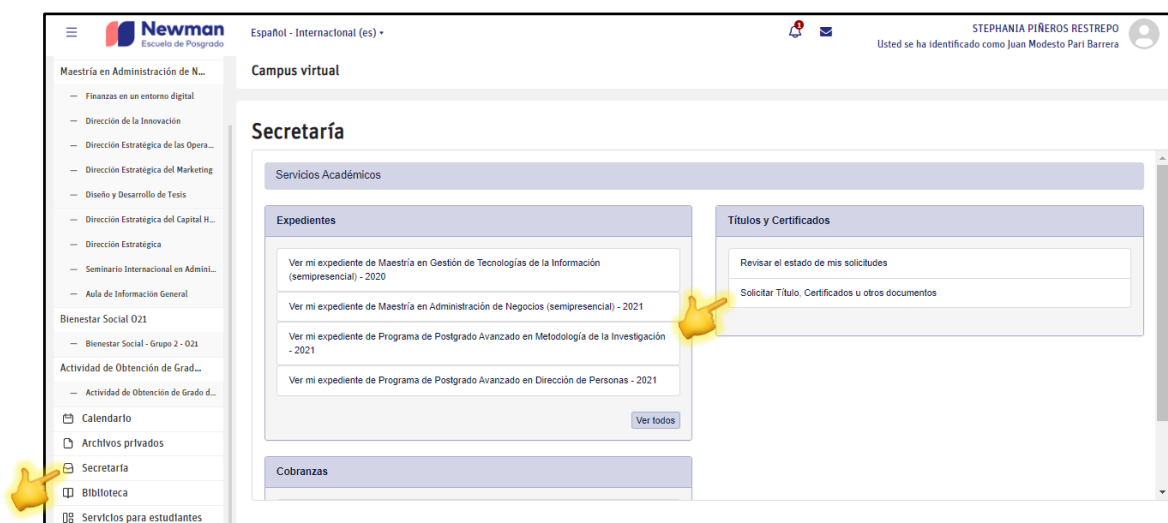 Newman
Escuela de Posgrado
Español - Internacional (es)
1
STEPHANIA PIÑEROS RESTREPO
Usted se ha identificado como Juan Modesto Pari Barrera
Maestría en Administración de N...
— Finanzas en un entorno digital
— Dirección de la Innovación
— Dirección Estratégica de las Opera...
— Dirección Estratégica del Marketing
— Diseño y Desarrollo de Tesis
— Dirección Estratégica del Capital H...
— Dirección Estratégica
— Seminario Internacional en Admini...
— Aula de Información General
Bienestar Social O21
— Bienestar Social - Grupo 2 - O21
Actividad de Obtención de Grad...
— Actividad de Obtención de Grado d...
Calendario
Archivos privados
Secretaría
Biblioteca
Servicios para estudiantes
Campus virtual
Secretaría
Servicios Académicos
Expedientes
Ver mi expediente de Maestría en Gestión de Tecnologías de la Información
(semipresencial) - 2020
Ver mi expediente de Maestría en Administración de Negocios (semipresencial) - 2021
Ver mi expediente de Programa de Postgrado Avanzado en Metodología de la Investigación
- 2021
Ver mi expediente de Programa de Postgrado Avanzado en Dirección de Personas - 2021
Ver todos
Cobranzas
Títulos y Certificados
Revisar el estado de mis solicitudes
Solicitar Título, Certificados u otros documentos